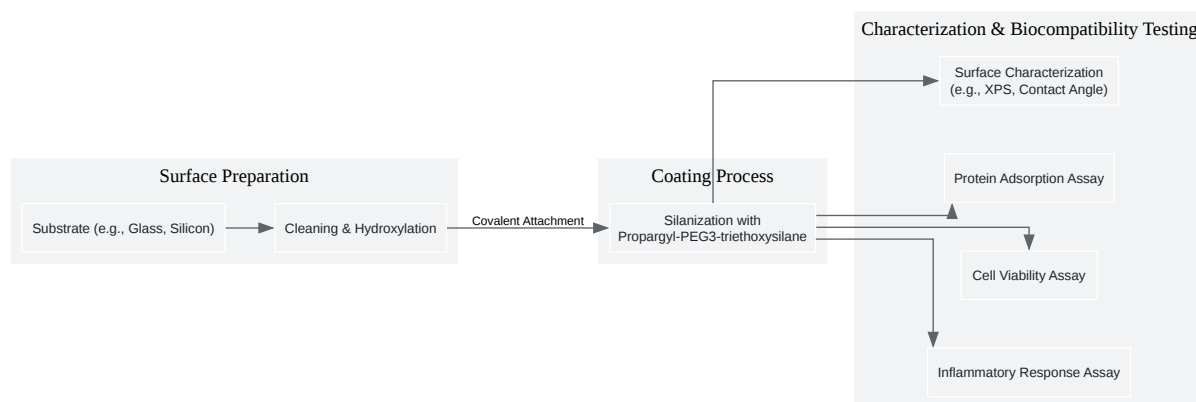 Characterization & Biocompatibility Testing
Surface Characterization
(e.g., XPS, Contact Angle)
Surface Preparation
Coating Process
Protein Adsorption Assay
Substrate (e.g., Glass, Silicon)
Cleaning & Hydroxylation
Covalent Attachment
Silanization with
Propargyl-PEG3-triethoxysilane
Cell Viability Assay
Inflammatory Response Assay